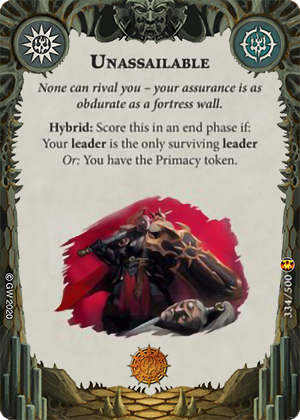 UNASSAILABLE
None can rival you – your assurance is as
obdurate as a fortress wall.
Hybrid: Score this in an end phase if:
Your leader is the only surviving leader
Or: You have the Primacy token.
© GW 2020
334/500